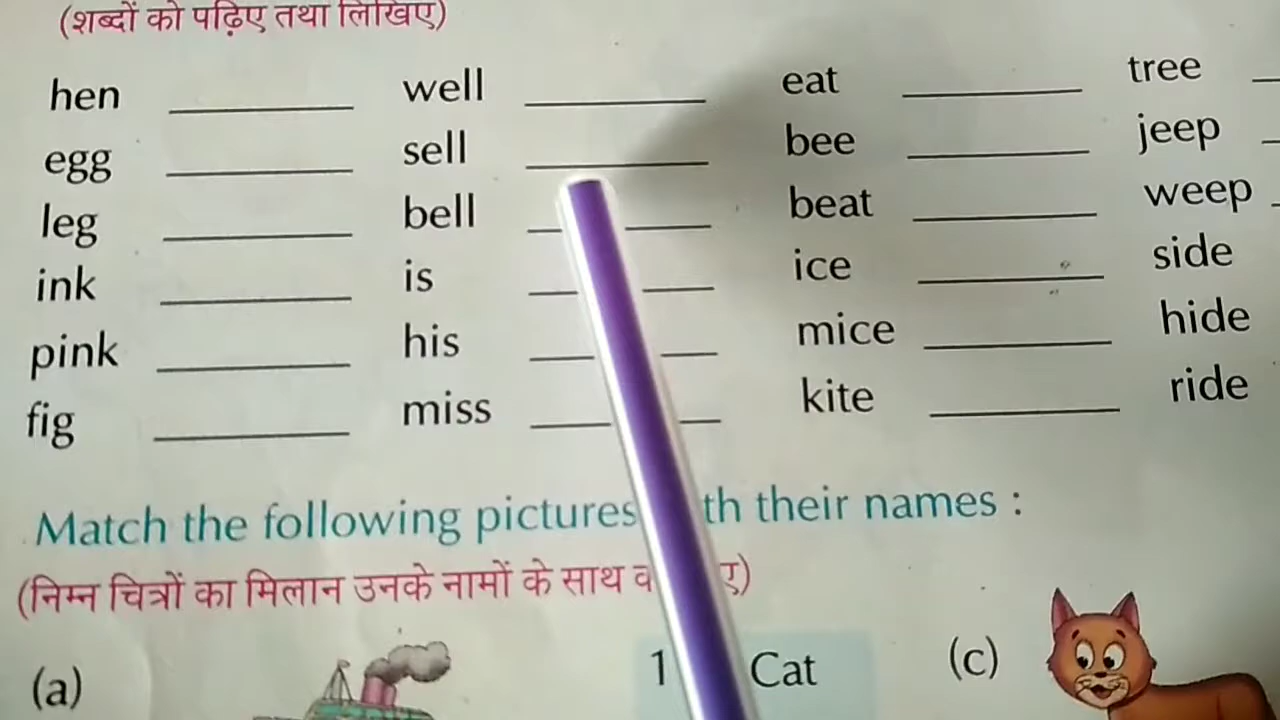 (शब्दों को पढ़िए तथा लिखिए)
hen well eat tree
egg sell bee jeep
leg bell beat weep
ink is ice side
pink his mice hide
fig miss kite ride
Match the following pictures their names :
(निम्न चित्रों का मिलान उनके नामों के साथ
(a) 1 Cat (c)